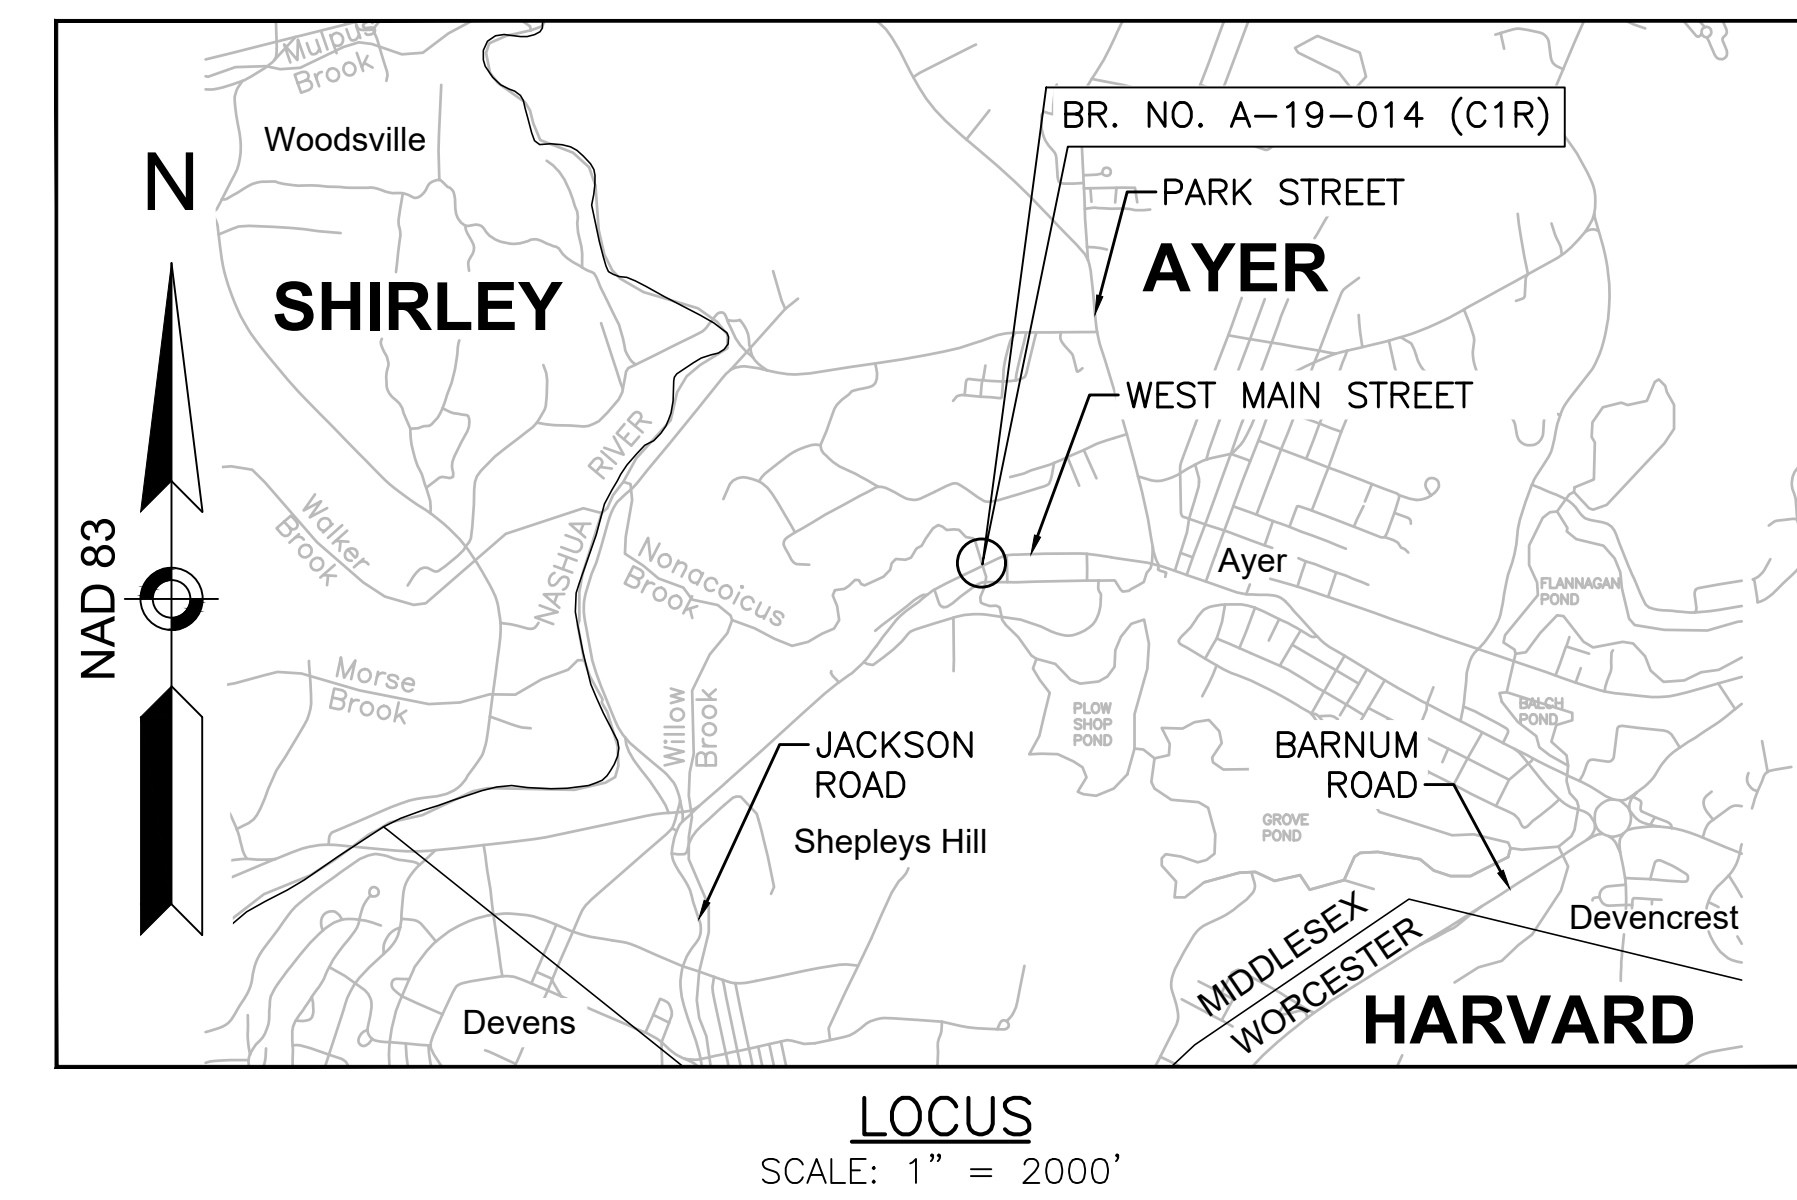 Mulpus
Brook
Woodsville
BR. NO. A-19-014 (C1R)
N
PARK STREET
AYER
SHIRLEY
WEST MAIN STREET
NASHUA RIVER
Walker
Brook
NAD 83
Nonacoicus
Brook
Ayer
FLANNAGAN
POND
Morse
Brook
Willow
Brook
PLOW
SHOP
POND
BALCH
POND
JACKSON
ROAD
BARNUM
ROAD
Shepleys Hill
GROVE
POND
MIDDLESEX
WORCESTER
Devencrest
Devens
HARVARD
LOCUS
SCALE: 1" = 2000'